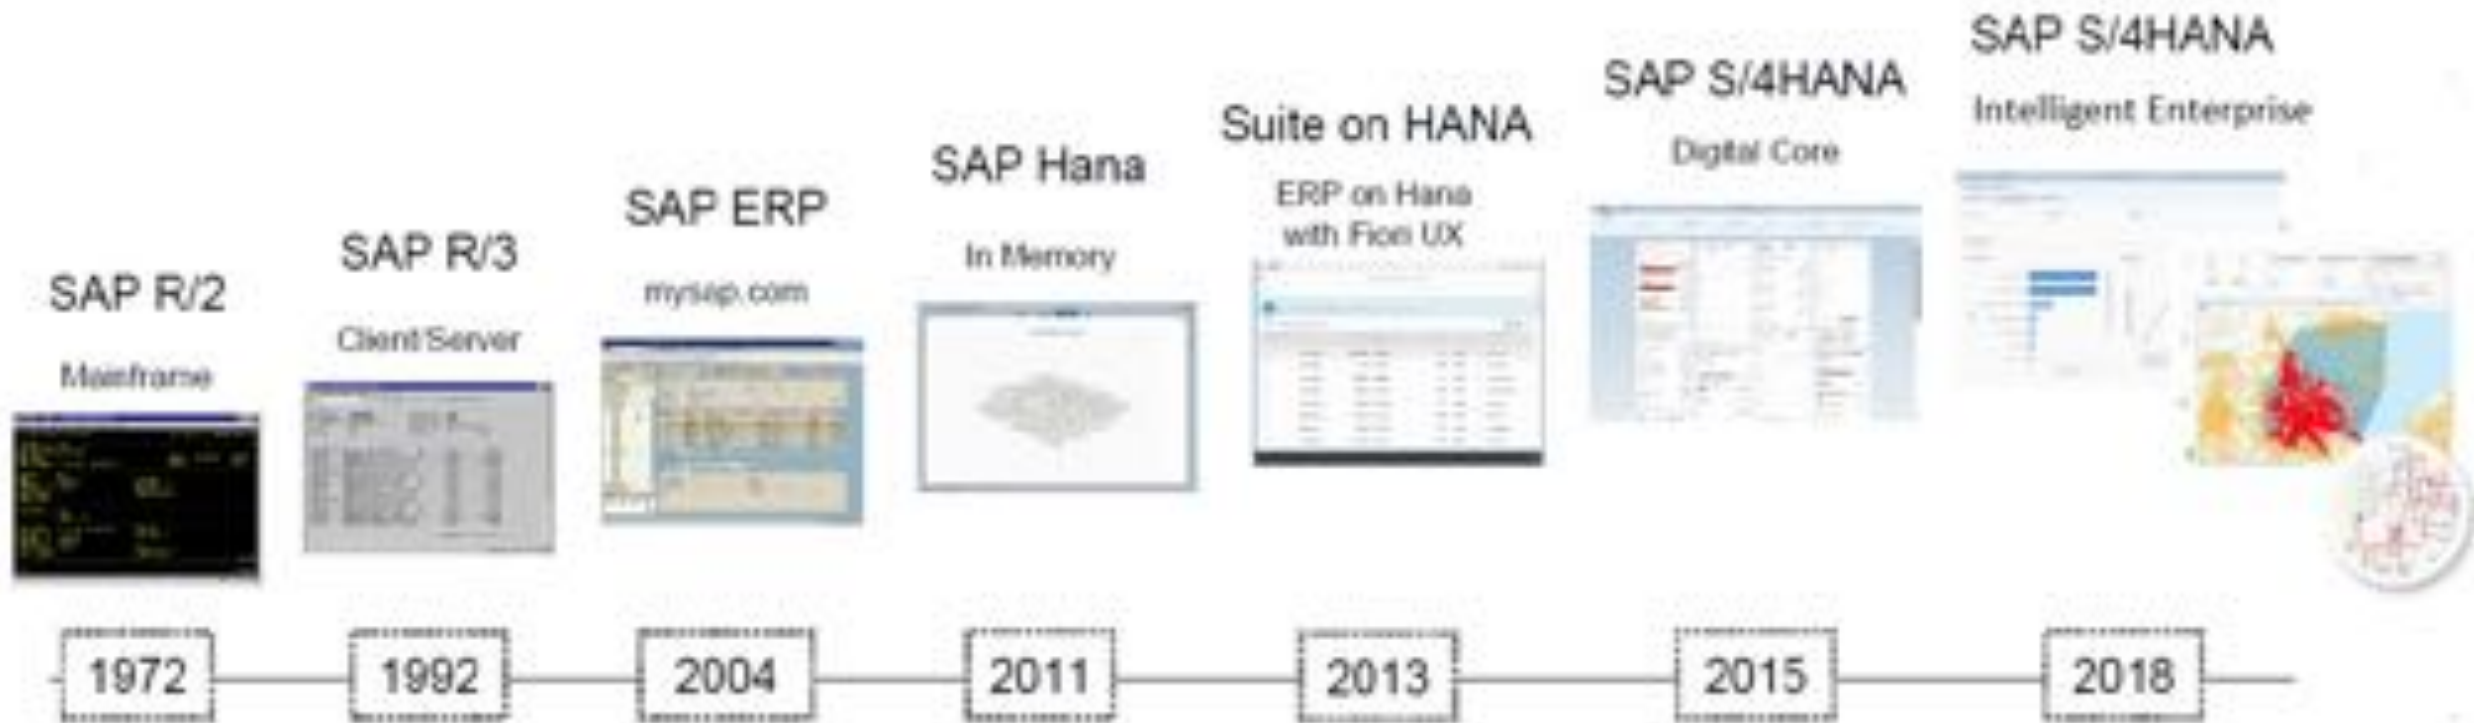 SAP R/2
Mainframe
SAP R/3
Client/Server
SAP ERP
mysap.com
SAP Hana
In Memory
Suite on HANA
ERP on Hana
with Fiori UX
SAP S/4HANA
Digital Core
SAP S/4HANA
Intelligent Enterprise
1972
1992
2004
2011
2013
2015
2018